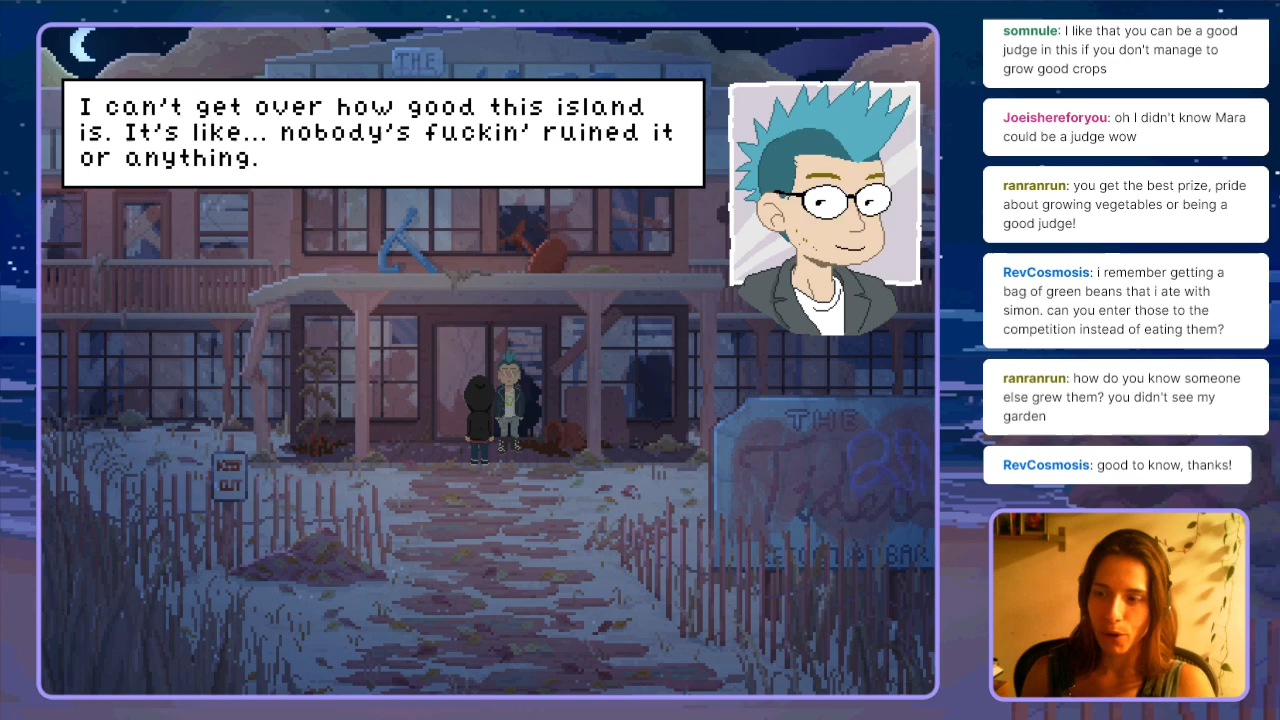 THE
I can't get over how good this island
is. It's like... nobody's fuckin' ruined it
or anything.
THE
OUT
somnule: I like that you can be a good
judge in this if you don't manage to
grow good crops
Joeishereforyou: oh I didn't know Mara
could be a judge wow
ranranrun: you get the best prize, pride
about growing vegetables or being a
good judge!
RevCosmosis: i remember getting a
bag of green beans that i ate with
simon. can you enter those to the
competition instead of eating them?
ranranrun: how do you know someone
else grew them? you didn't see my
garden
RevCosmosis: good to know, thanks!